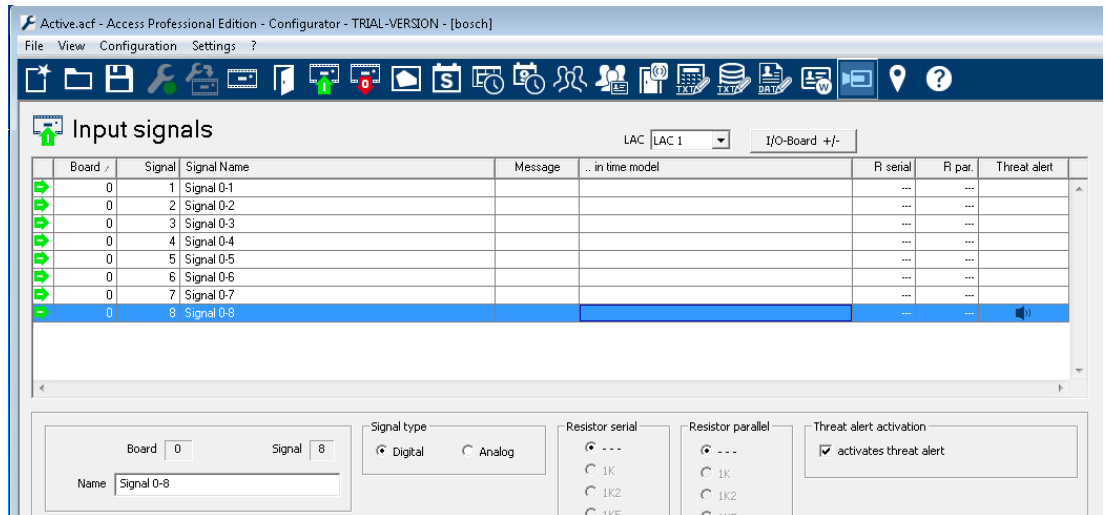 Active.acf - Access Professional Edition - Configurator - TRIAL-VERSION - [bosch]
File View Configuration Settings ?
Input signals
LAC LAC 1 I/O-Board +/-
Board / Signal Signal Name Message .. in time model R serial R par. Threat alert
0 1 Signal 0-1 --- ---
0 2 Signal 0-2 --- ---
0 3 Signal 0-3 --- ---
0 4 Signal 0-4 --- ---
0 5 Signal 0-5 --- ---
0 6 Signal 0-6 --- ---
0 7 Signal 0-7 --- ---
0 8 Signal 0-8 --- ---
Signal type Resistor serial Resistor parallel Threat alert activation
Board 0 Signal 8 Digital Analog - - - - - - activates threat alert
1K 1K
Name Signal 0-8 1K2 1K2